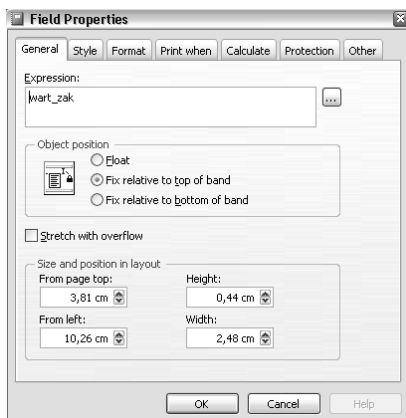 Field Properties
General Style Format Print when Calculate Protection Other
Expression:
wart_zak
...
Object position
Float
Fix relative to top of band
Fix relative to bottom of band
Stretch with overflow
Size and position in layout
From page top: Height:
3,81 cm 0,44 cm
From left: Width:
10,26 cm 2,48 cm
OK Cancel Help